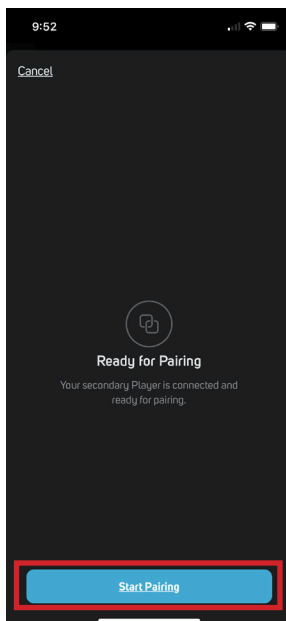 9:52
Cancel
Ready for Pairing
Your secondary Player is connected and
ready for pairing.
Start Pairing